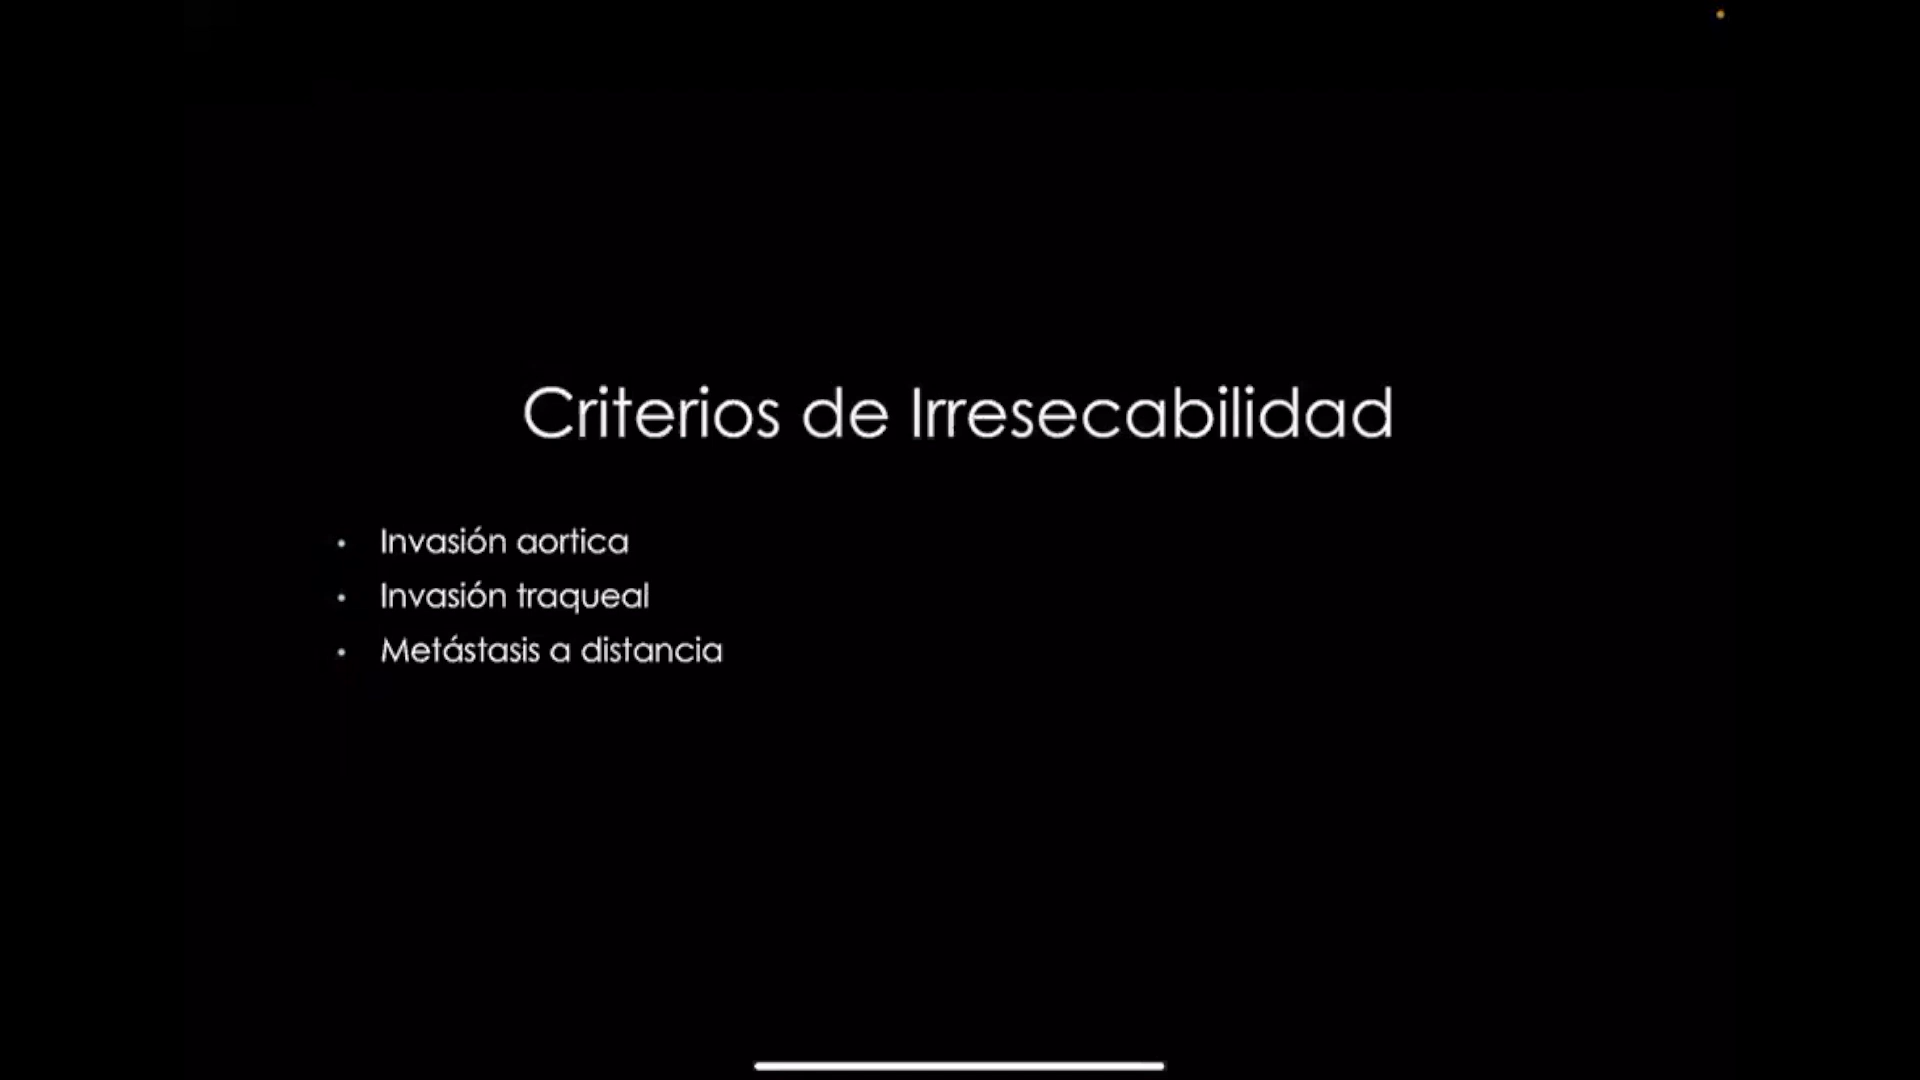 Criterios de Irresecabilidad
• Invasión aortica
• Invasión traqueal
• Metástasis a distancia